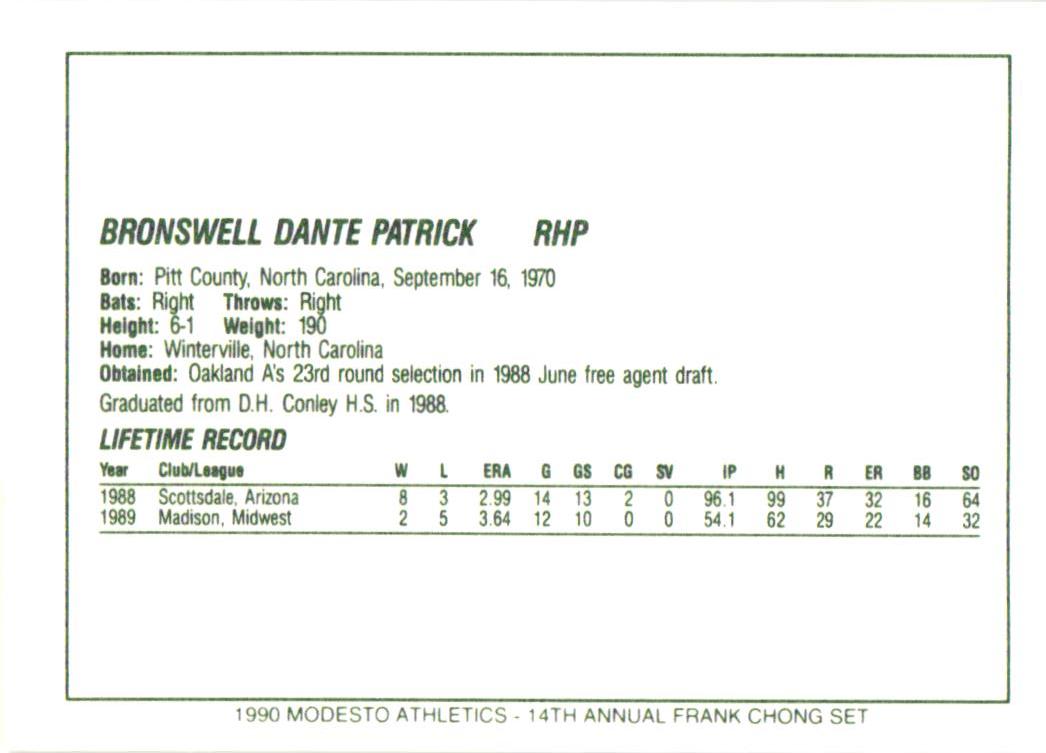 BRONSWELL DANTE PATRICK RHP
Born: Pitt County, North Carolina, September 16, 1970
Bats: Right Throws: Right
Height: 6-1 Weight: 190
Home: Winterville, North Carolina
Obtained: Oakland A's 23rd round selection in 1988 June free agent draft.
Graduated from D.H. Conley H.S. in 1988.
LIFETIME RECORD
Year Club/League W L ERA G GS CG SV IP H R ER BB SO
1988 Scottsdale, Arizona 8 3 2.99 14 13 2 0 96.1 99 37 32 16 64
1989 Madison, Midwest 2 5 3.64 12 10 0 0 54.1 62 29 22 14 32
1990 MODESTO ATHLETICS - 14TH ANNUAL FRANK CHONG SET